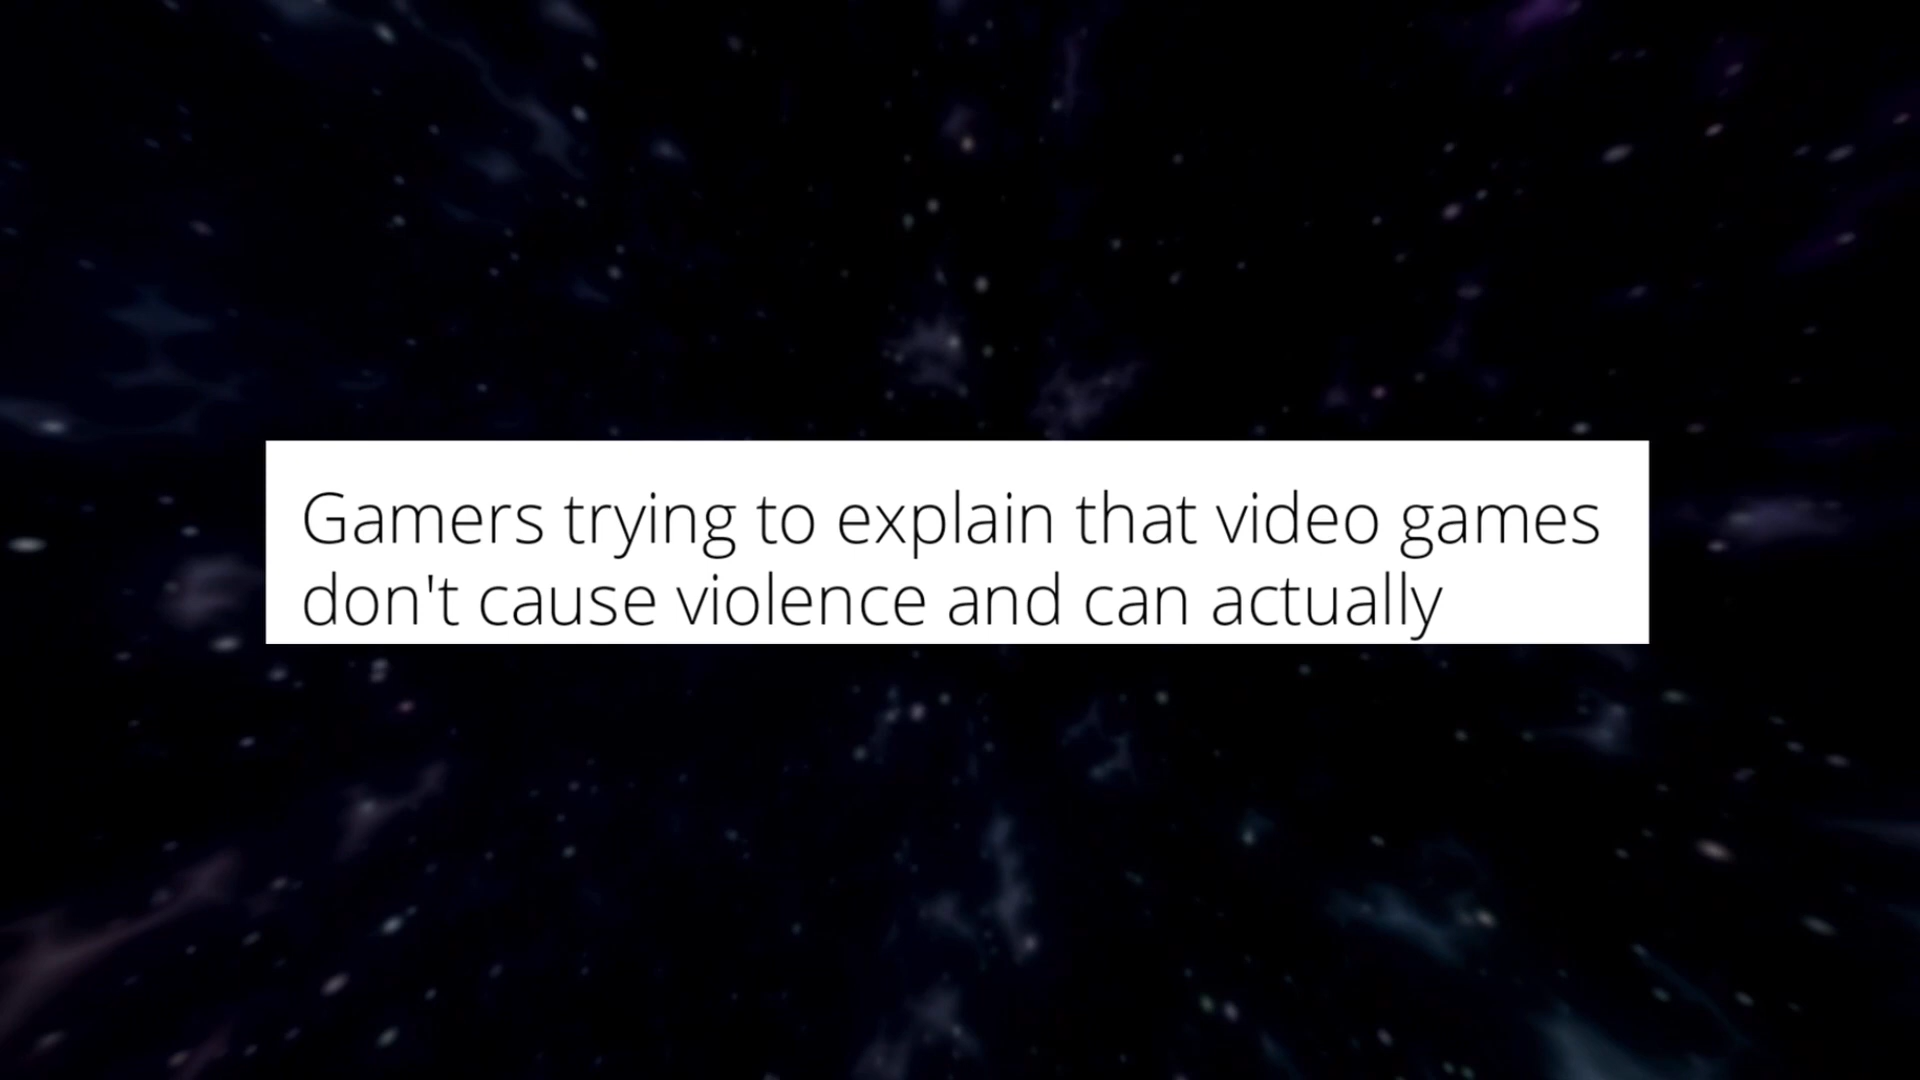 Gamers trying to explain that video games
don't cause violence and can actually